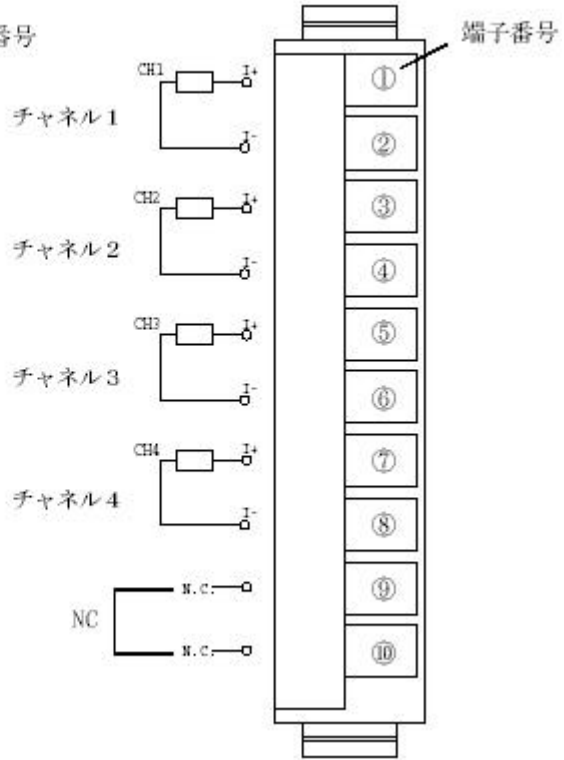 番号
端子番号
CH1
I+
①
チャネル1
I-
②
CH2
I+
③
チャネル2
I-
④
CH3
I+
⑤
チャネル3
I-
⑥
CH4
I+
⑦
チャネル4
I-
⑧
N.C.
⑨
NC
N.C.
⑩